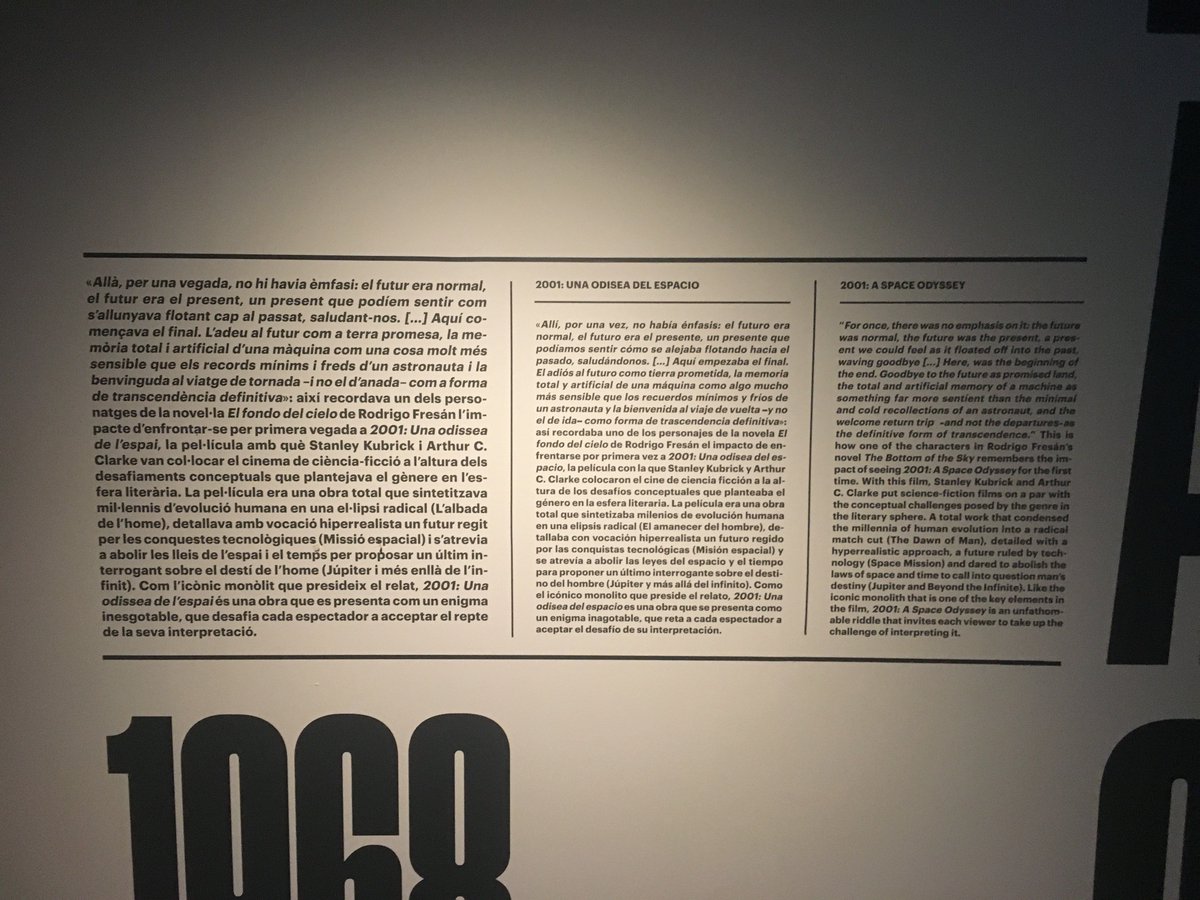 «Allà, per una vegada, no hi havia èmfasi: el futur era normal,
el futur era el present, un present que podíem sentir com
s'allunyava flotant cap al passat, saludant-nos. [...] Aquí co-
mençava el final. L'adeu al futur com a terra promesa, la me-
mòria total i artificial d'una màquina com una cosa molt més
sensible que els records mínims i freds d'un astronauta i la
benvinguda al viatge de tornada –i no el d'anada– com a forma
de transcendència definitiva»: així recordava un dels perso-
natges de la novel·la El fondo del cielo de Rodrigo Fresán l'im-
pacte d'enfrontar-se per primera vegada a 2001: Una odissea
de l'espai, la pel·lícula amb què Stanley Kubrick i Arthur C.
Clarke van col·locar el cinema de ciència-ficció a l'altura dels
desafiaments conceptuals que plantejava el gènere en l'es-
fera literària. La pel·lícula era una obra total que sintetitzava
mil·lennis d'evolució humana en una el·lipsi radical (L'albada
de l'home), detallava amb vocació hiperrealista un futur regit
per les conquestes tecnològiques (Missió espacial) i s'atrevia
a abolir les lleis de l'espai i el temps per proposar un últim in-
terrogant sobre el destí de l'home (Júpiter i més enllà de l'in-
finit). Com l'icònic monòlit que presideix el relat, 2001: Una
odissea de l'espai és una obra que es presenta com un enigma
inesgotable, que desafia cada espectador a acceptar el repte
de la seva interpretació.
2001: UNA ODISEA DEL ESPACIO
«Allí, por una vez, no había énfasis: el futuro era
normal, el futuro era el presente, un presente que
podíamos sentir cómo se alejaba flotando hacia el
pasado, saludándonos. [...] Aquí empezaba el final.
El adiós al futuro como tierra prometida, la memoria
total y artificial de una máquina como algo mucho
más sensible que los recuerdos mínimos y fríos de
un astronauta y la bienvenida al viaje de vuelta –y no
el de ida– como forma de trascendencia definitiva»:
así recordaba uno de los personajes de la novela El
fondo del cielo de Rodrigo Fresán el impacto de en-
frentarse por primera vez a 2001: Una odisea del es-
pacio, la película con la que Stanley Kubrick y Arthur
C. Clarke colocaron el cine de ciencia ficción a la al-
tura de los desafíos conceptuales que planteaba el
género en la esfera literaria. La película era una obra
total que sintetizaba milenios de evolución humana
en una elipsis radical (El amanecer del hombre), de-
tallaba con vocación hiperrealista un futuro regido
por las conquistas tecnológicas (Misión espacial) y
se atrevía a abolir las leyes del espacio y el tiempo
para proponer un último interrogante sobre el desti-
no del hombre (Júpiter y más allá del infinito). Como
el icónico monolito que preside el relato, 2001: Una
odisea del espacio es una obra que se presenta como
un enigma inagotable, que reta a cada espectador a
aceptar el desafío de su interpretación.
2001: A SPACE ODYSSEY
"For once, there was no emphasis on it: the future
was normal, the future was the present, a pres-
ent we could feel as it floated off into the past,
waving goodbye [...] Here, was the beginning of
the end. Goodbye to the future as promised land,
the total and artificial memory of a machine as
something far more sentient than the minimal
and cold recollections of an astronaut, and the
welcome return trip -and not the departures-as
the definitive form of transcendence." This is
how one of the characters in Rodrigo Fresán's
novel The Bottom of the Sky remembers the im-
pact of seeing 2001: A Space Odyssey for the first
time. With this film, Stanley Kubrick and Arthur
C. Clarke put science-fiction films on a par with
the conceptual challenges posed by the genre in
the literary sphere. A total work that condensed
the millennia of human evolution into a radical
match cut (The Dawn of Man), detailed with a
hyperrealistic approach, a future ruled by tech-
nology (Space Mission) and dared to abolish the
laws of space and time to call into question man's
destiny (Jupiter and Beyond the Infinite). Like the
iconic monolith that is one of the key elements in
the film, 2001: A Space Odyssey is an unfathom-
able riddle that invites each viewer to take up the
challenge of interpreting it.
1968